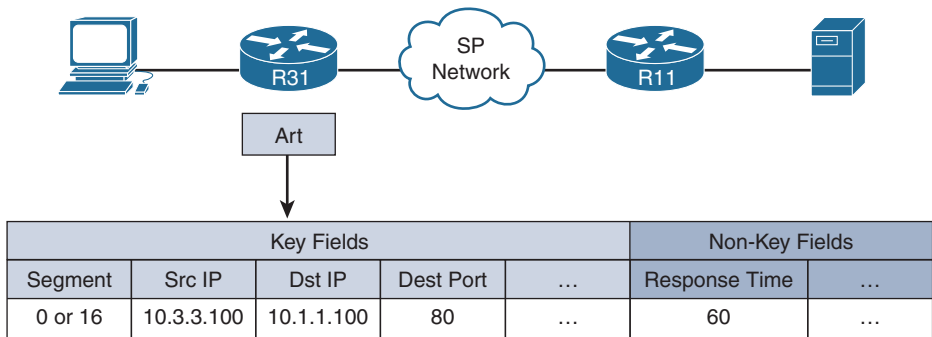 R31
SP
Network
R11
Art
Key Fields Non-Key Fields
Segment Src IP Dst IP Dest Port ... Response Time ...
0 or 16 10.3.3.100 10.1.1.100 80 ... 60 ...